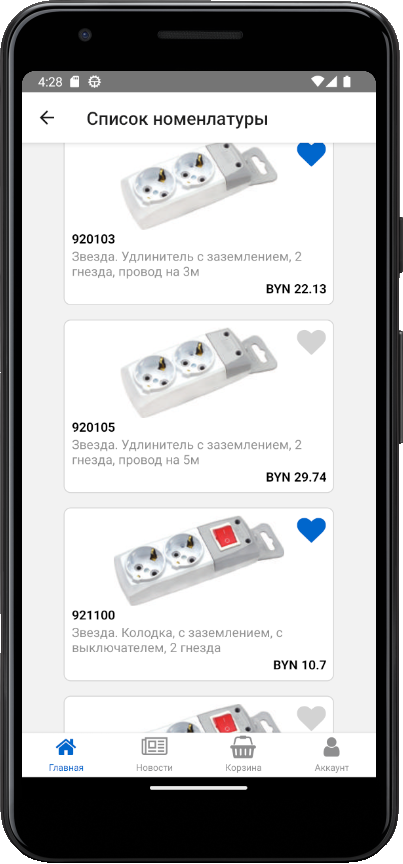 4:28
Список номенлатуры
920103
Звезда. Удлинитель с заземлением, 2
гнезда, провод на 3м
BYN 22.13
920105
Звезда. Удлинитель с заземлением, 2
гнезда, провод на 5м
BYN 29.74
921100
Звезда. Колодка, с заземлением, с
выключателем, 2 гнезда
BYN 10.7
Главная
Новости
Корзина
Аккаунт